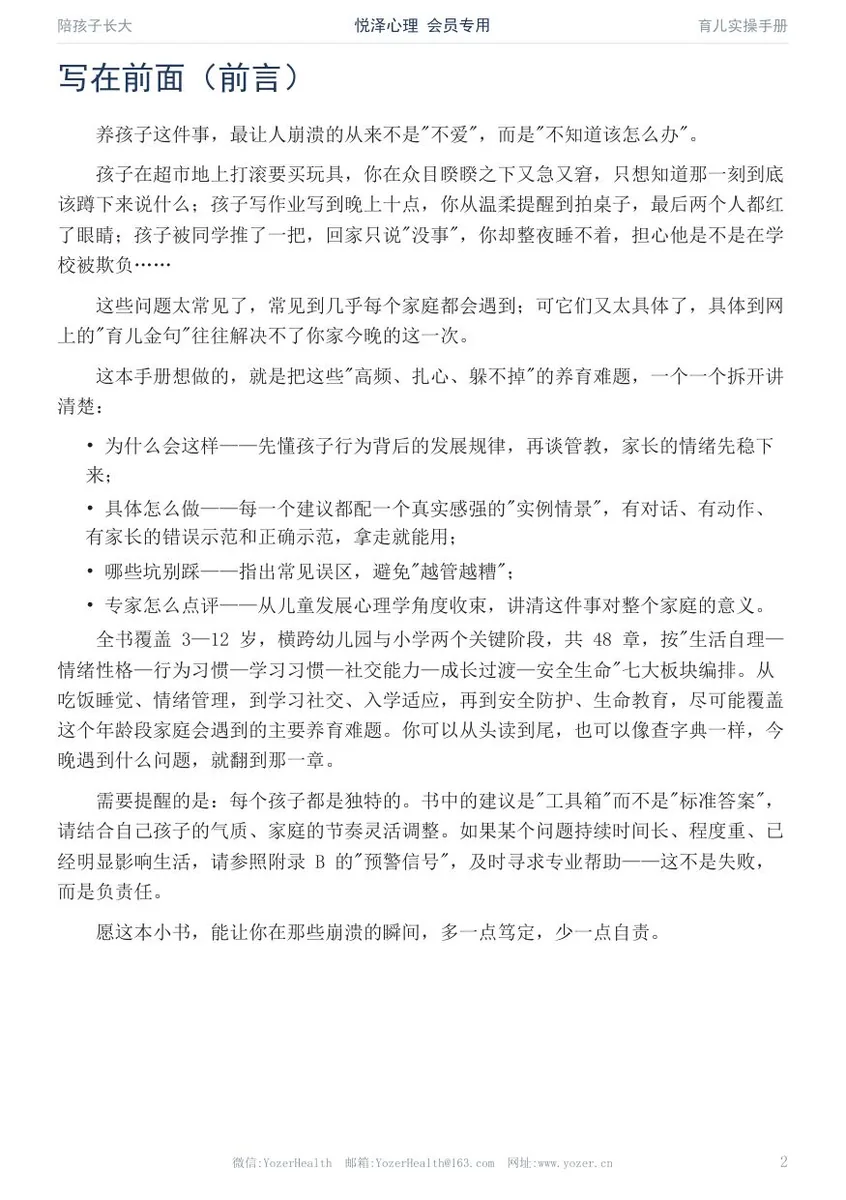 陪孩子长大
悦泽心理 会员专用
育儿实操手册
写在前面（前言）
养孩子这件事，最让人崩溃的从来不是"不爱"，而是"不知道该怎么办"。
孩子在超市地上打滚要买玩具，你在众目睽睽之下又急又窘，只想知道那一刻到底
该蹲下来说什么；孩子写作业写到晚上十点，你从温柔提醒到拍桌子，最后两个人都红
了眼睛；孩子被同学推了一把，回家只说"没事"，你却整夜睡不着，担心他是不是在学
校被欺负……
这些问题太常见了，常见到几乎每个家庭都会遇到；可它们又太具体了，具体到网
上的"育儿金句"往往解决不了你家今晚的这一次。
这本手册想做的，就是把这些"高频、扎心、躲不掉"的养育难题，一个一个拆开讲
清楚：
• 为什么会这样——先懂孩子行为背后的发展规律，再谈管教，家长的情绪先稳下
来；
• 具体怎么做——每一个建议都配一个真实感强的"实例情景"，有对话、有动作、
有家长的错误示范和正确示范，拿走就能用；
• 哪些坑别踩——指出常见误区，避免"越管越糟"；
• 专家怎么点评——从儿童发展心理学角度收束，讲清这件事对整个家庭的意义。
全书覆盖 3—12 岁，横跨幼儿园与小学两个关键阶段，共 48 章，按"生活自理—
情绪性格—行为习惯—学习习惯—社交能力—成长过渡—安全生命"七大板块编排。从
吃饭睡觉、情绪管理，到学习社交、入学适应，再到安全防护、生命教育，尽可能覆盖
这个年龄段家庭会遇到的主要养育难题。你可以从头读到尾，也可以像查字典一样，今
晚遇到什么问题，就翻到那一章。
需要提醒的是：每个孩子都是独特的。书中的建议是"工具箱"而不是"标准答案"，
请结合自己孩子的气质、家庭的节奏灵活调整。如果某个问题持续时间长、程度重、已
经明显影响生活，请参照附录 B 的"预警信号"，及时寻求专业帮助——这不是失败，
而是负责任。
愿这本小书，能让你在那些崩溃的瞬间，多一点笃定，少一点自责。
微信:YozerHealth 邮箱:YozerHealth@163.com 网址:www.yozer.cn
2